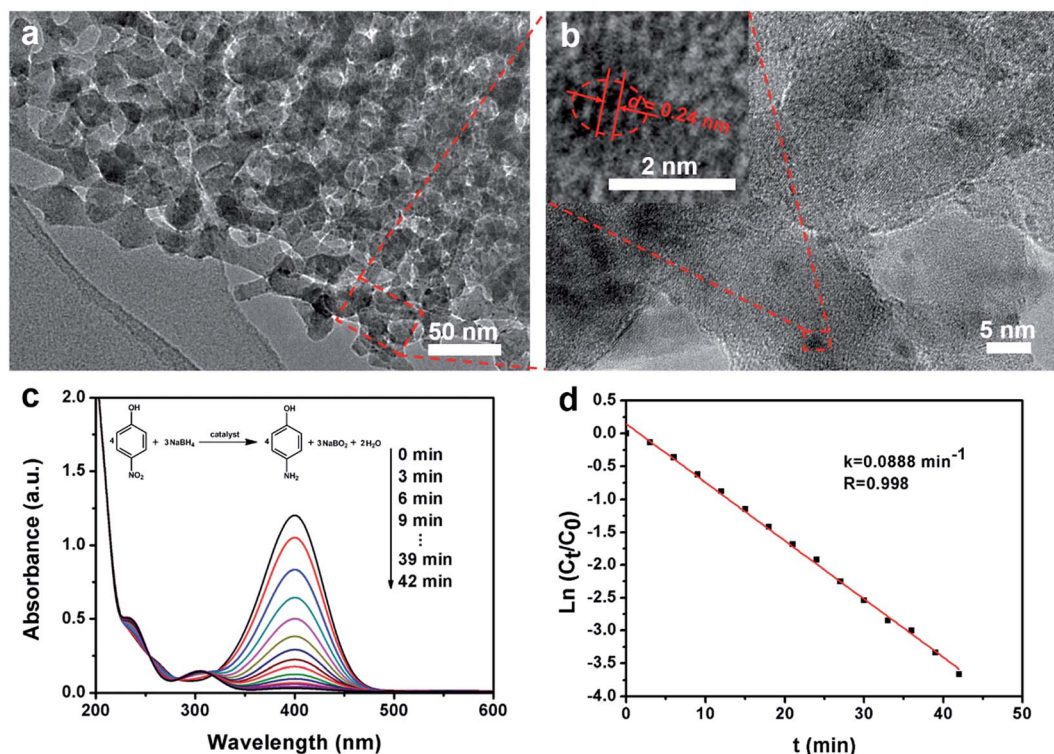 a
50 nm
b
d = 0.24 nm
2 nm
5 nm
c
OH
4
NO₂
+ 3NaBH₄
catalyst
OH
4
NH₂
+ 3NaBO₂ + 2H₂O
0 min
3 min
6 min
9 min
⋮
39 min
42 min
2.0
1.5
1.0
0.5
0.0
Absorbance (a.u.)
200
300
400
500
600
Wavelength (nm)
d
k=0.0888 min⁻¹
R=0.998
0.5
0.0
-0.5
-1.0
-1.5
-2.0
-2.5
-3.0
-3.5
-4.0
Ln (Cₜ/C₀)
0
10
20
30
40
50
t (min)